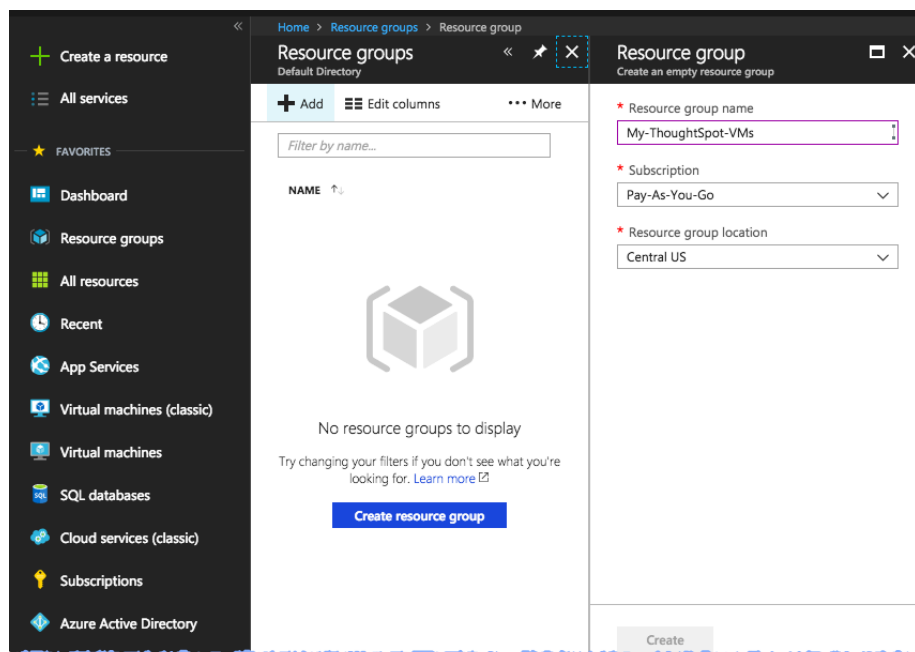 Create a resource
All services
FAVORITES
Dashboard
Resource groups
All resources
Recent
App Services
Virtual machines (classic)
Virtual machines
SQL databases
Cloud services (classic)
Subscriptions
Azure Active Directory
Home > Resource groups > Resource group
Resource groups
Default Directory
Add
Edit columns
More
Filter by name...
NAME
No resource groups to display
Try changing your filters if you don't see what you're
looking for. Learn more
Create resource group
Resource group
Create an empty resource group
* Resource group name
My-ThoughtSpot-VMs
* Subscription
Pay-As-You-Go
* Resource group location
Central US
Create